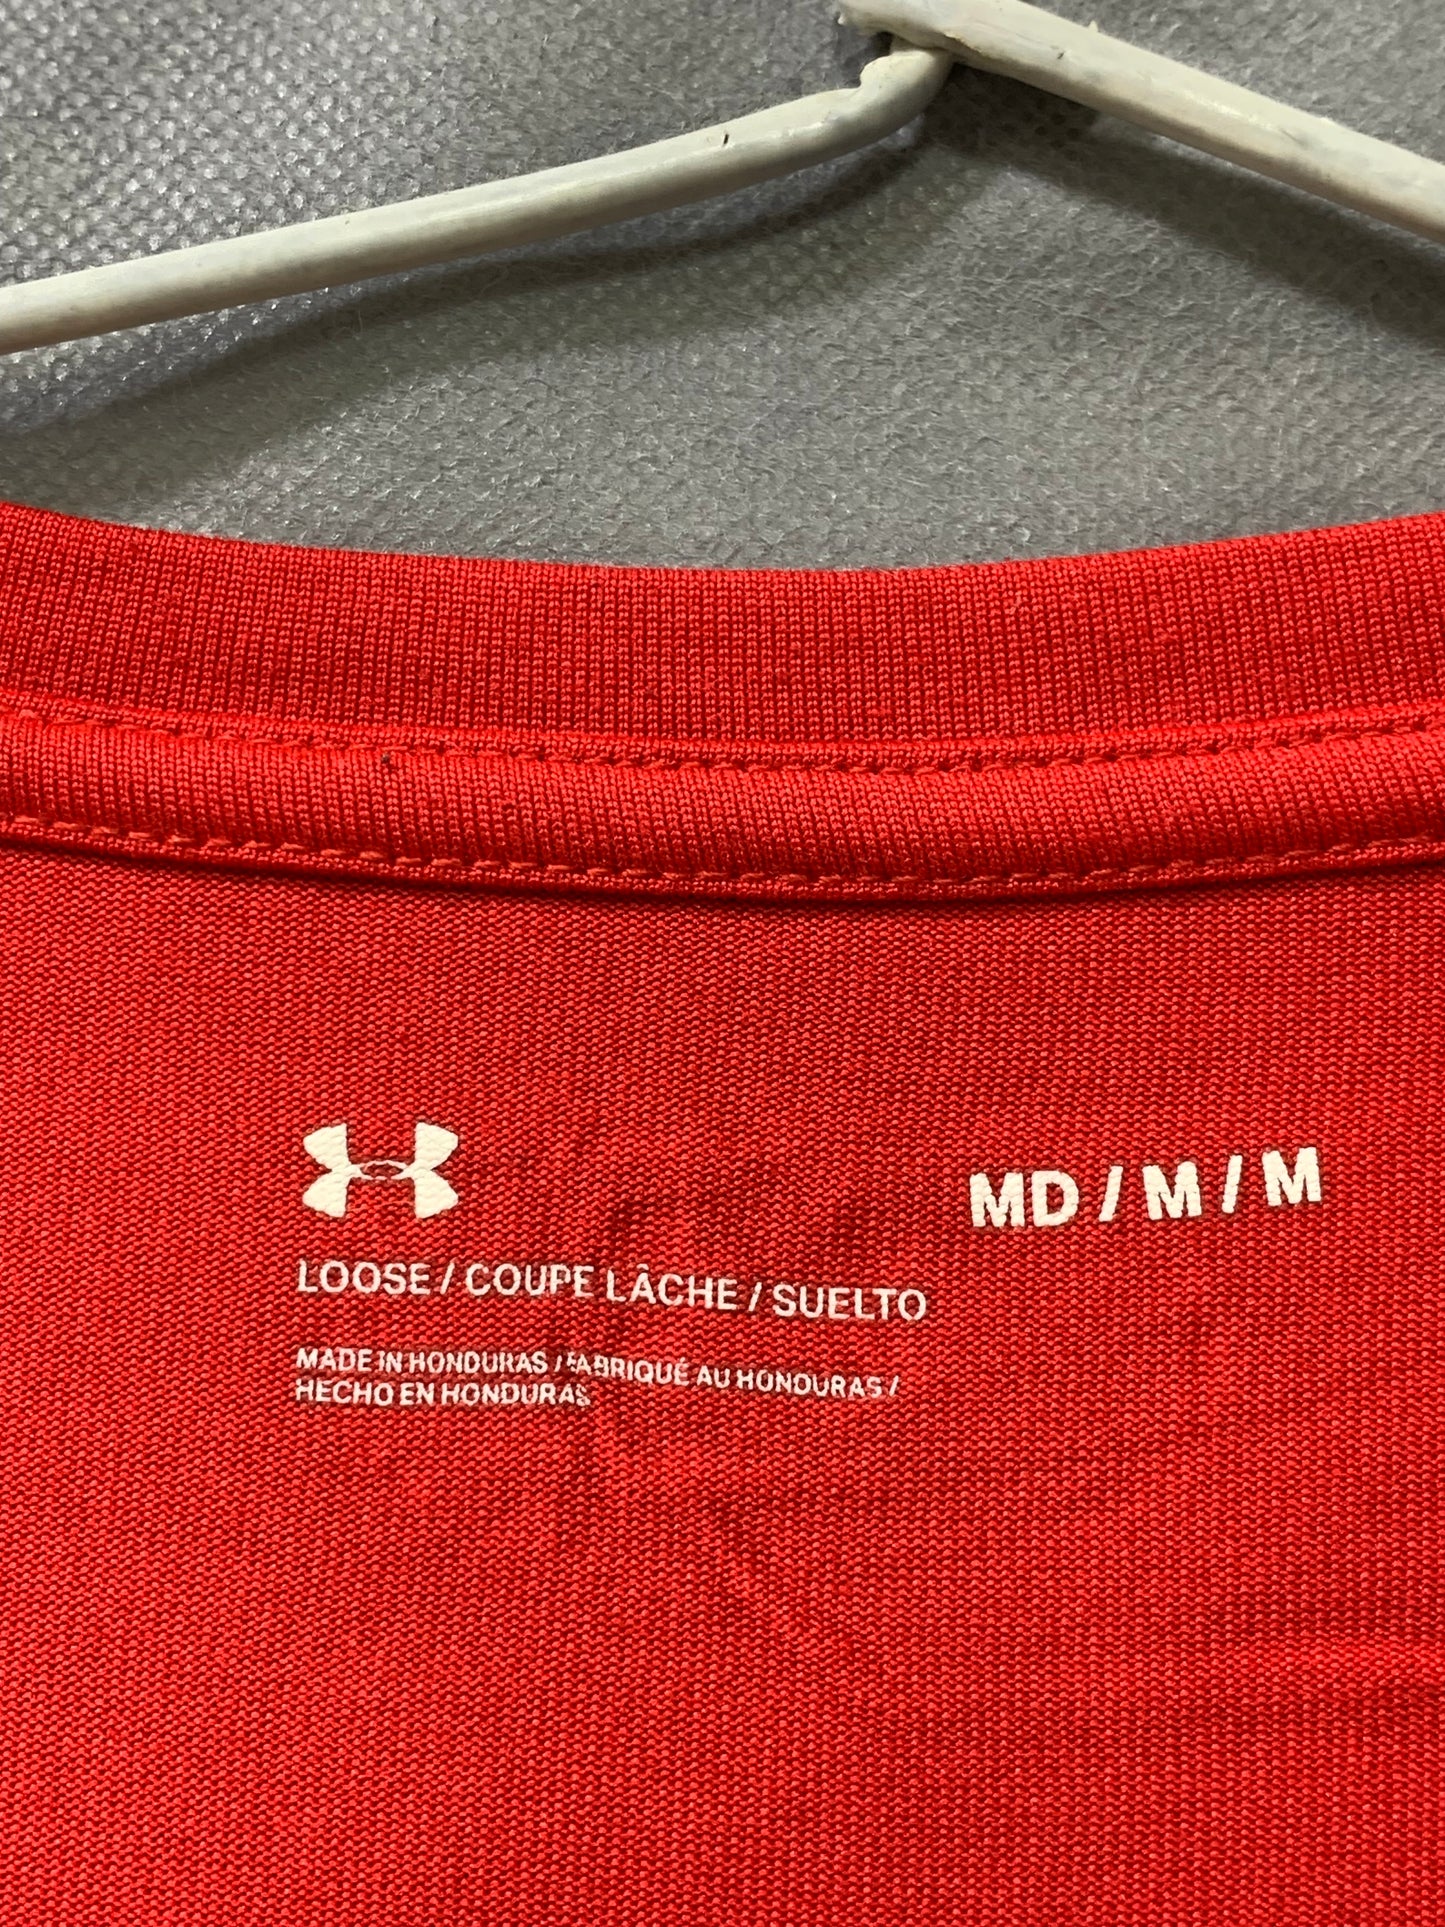 MD / M / M
LOOSE / COUPE LÂCHE / SUELTO
MADE IN HONDURAS / FABRIQUÉ AU HONDURAS /
HECHO EN HONDURAS